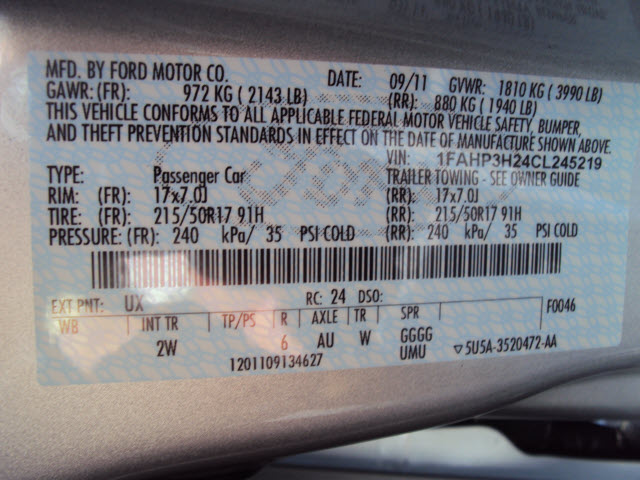 MFD. BY FORD MOTOR CO. DATE: 09/11 GVWR: 1810 KG ( 3990 LB)
GAWR: (FR): 972 KG ( 2143 LB) (RR): 880 KG ( 1940 LB)
THIS VEHICLE CONFORMS TO ALL APPLICABLE FEDERAL MOTOR VEHICLE SAFETY, BUMPER,
AND THEFT PREVENTION STANDARDS IN EFFECT ON THE DATE OF MANUFACTURE SHOWN ABOVE.
VIN: 1FAHP3H24CL245219
TYPE: Passenger Car TRAILER TOWING - SEE OWNER GUIDE
RIM: (FR): 17x7.0J (RR): 17x7.0J
TIRE: (FR): 215/50R17 91H (RR): 215/50R17 91H
PRESSURE: (FR): 240 kPa/ 35 PSI COLD (RR): 240 kPa/ 35 PSI COLD
EXT PNT: UX RC: 24 DSO: F0046
WB INT TR TP/PS R AXLE TR SPR
2W 6 AU W GGGG
UMU ▽5U5A-3520472-AA
1201109134627